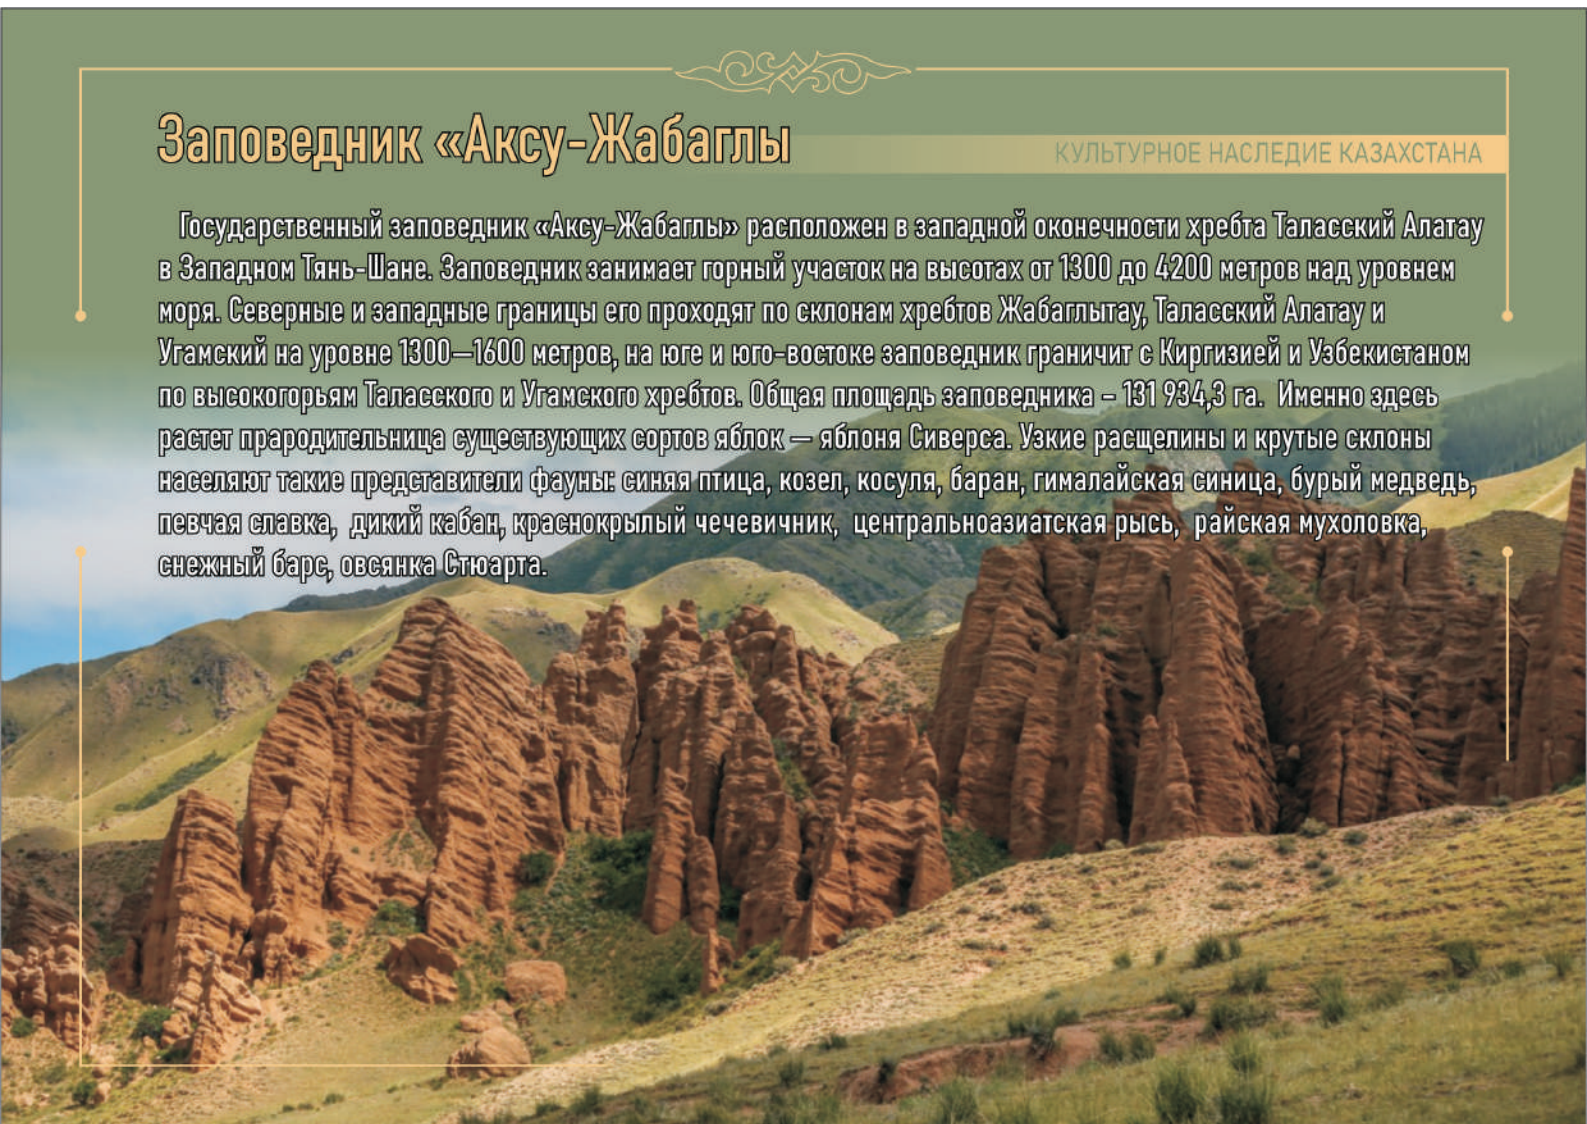 Заповедник «Аксу-Жабаглы
КУЛЬТУРНОЕ НАСЛЕДИЕ КАЗАХСТАНА
Государственный заповедник «Аксу-Жабаглы» расположен в западной оконечности хребта Таласский Алатау
в Западном Тянь-Шане. Заповедник занимает горный участок на высотах от 1300 до 4200 метров над уровнем
моря. Северные и западные границы его проходят по склонам хребтов Жабаглытау, Таласский Алатау и
Угамский на уровне 1300—1600 метров, на юге и юго-востоке заповедник граничит с Киргизией и Узбекистаном
по высокогорьям Таласского и Угамского хребтов. Общая площадь заповедника - 131 934,3 га. Именно здесь
растет прародительница существующих сортов яблок — яблоня Сиверса. Узкие расщелины и крутые склоны
населяют такие представители фауны: синяя птица, козел, косуля, баран, гималайская синица, бурый медведь,
певчая славка, дикий кабан, краснокрылый чечевичник, центральноазиатская рысь, райская мухоловка,
снежный барс, овсянка Стюарта.